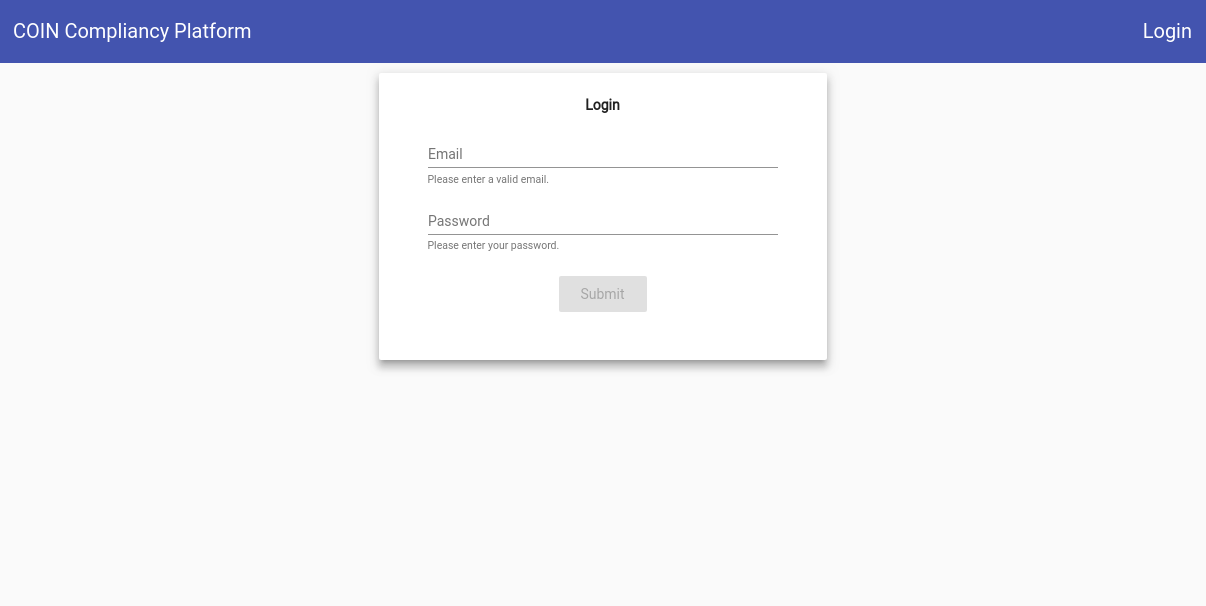 COIN Compliancy Platform
Login
Login
Email
Please enter a valid email.
Password
Please enter your password.
Submit